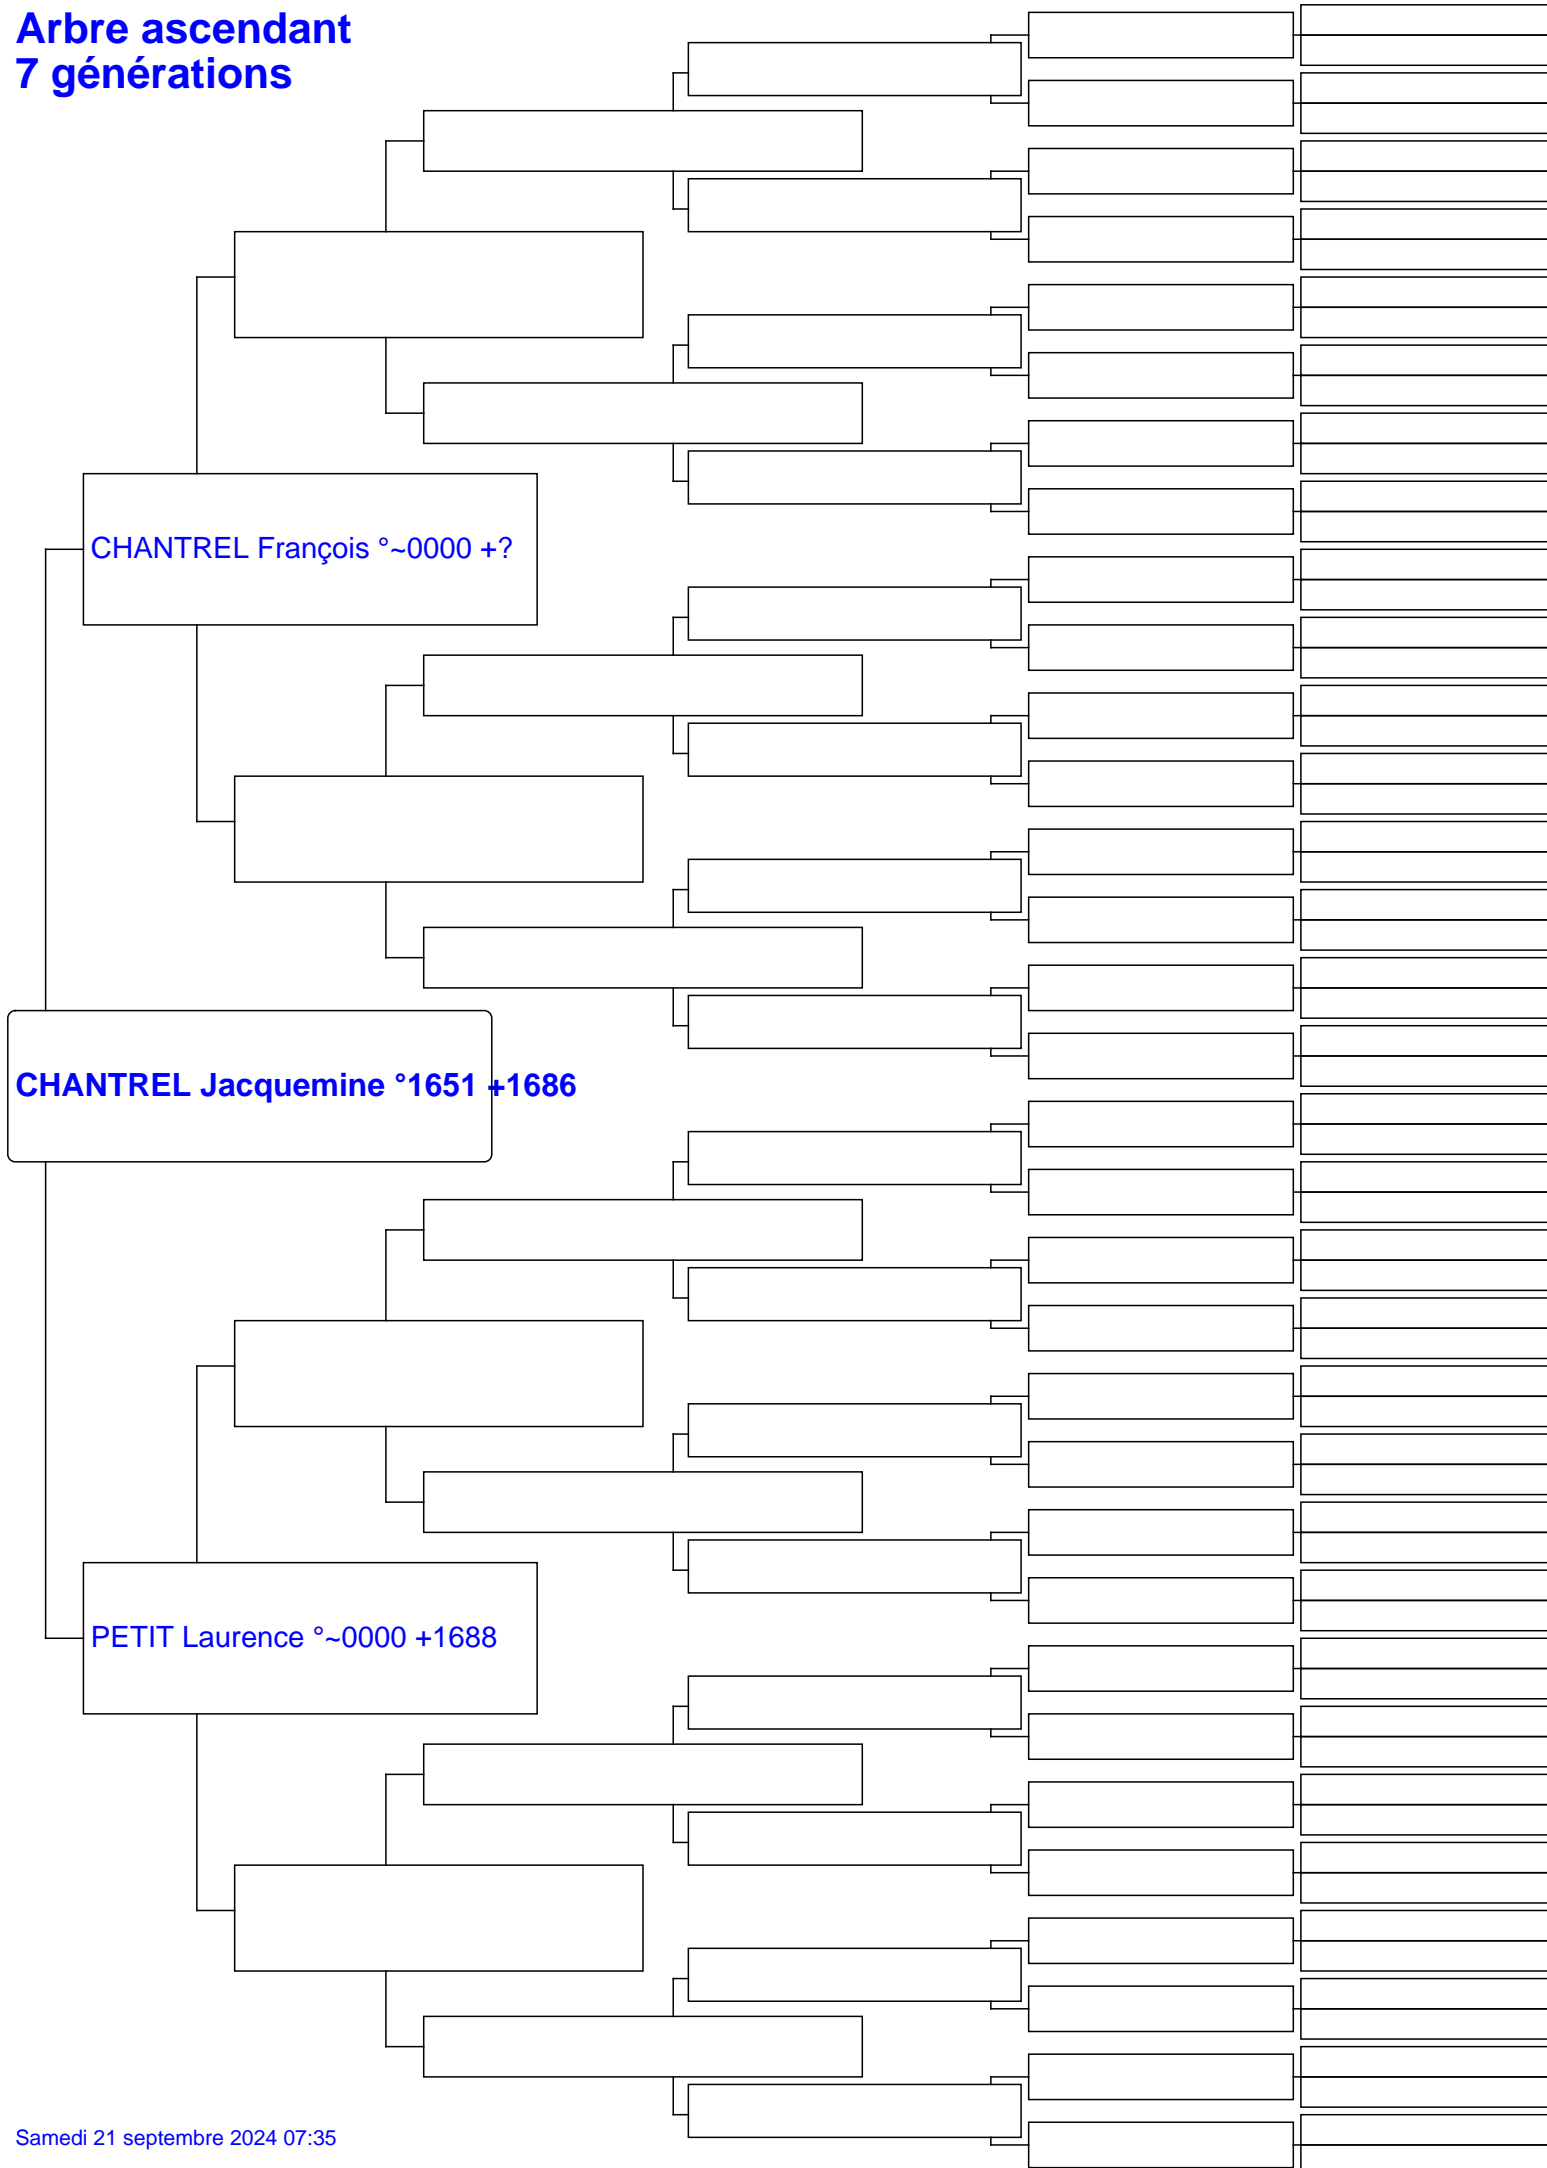 Arbre ascendant
7 générations
CHANTREL François °~0000 +?
CHANTREL Jacquemine °1651 +1686
PETIT Laurence °~0000 +1688
Samedi 21 septembre 2024 07:35